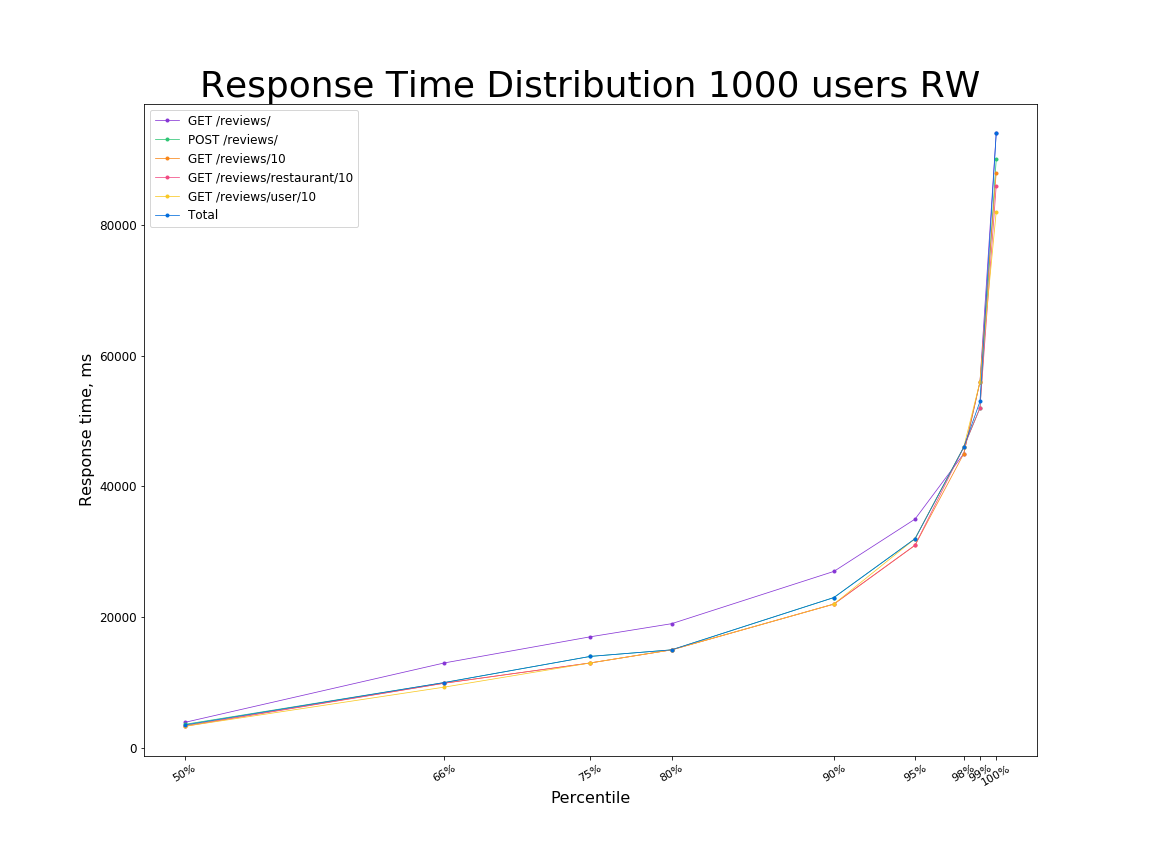 Response Time Distribution 1000 users RW
GET /reviews/
POST /reviews/
GET /reviews/10
GET /reviews/restaurant/10
GET /reviews/user/10
Total
80000
60000
40000
20000
0
Response time, ms
50%
66%
75%
80%
90%
95%
98%
99%
100%
Percentile